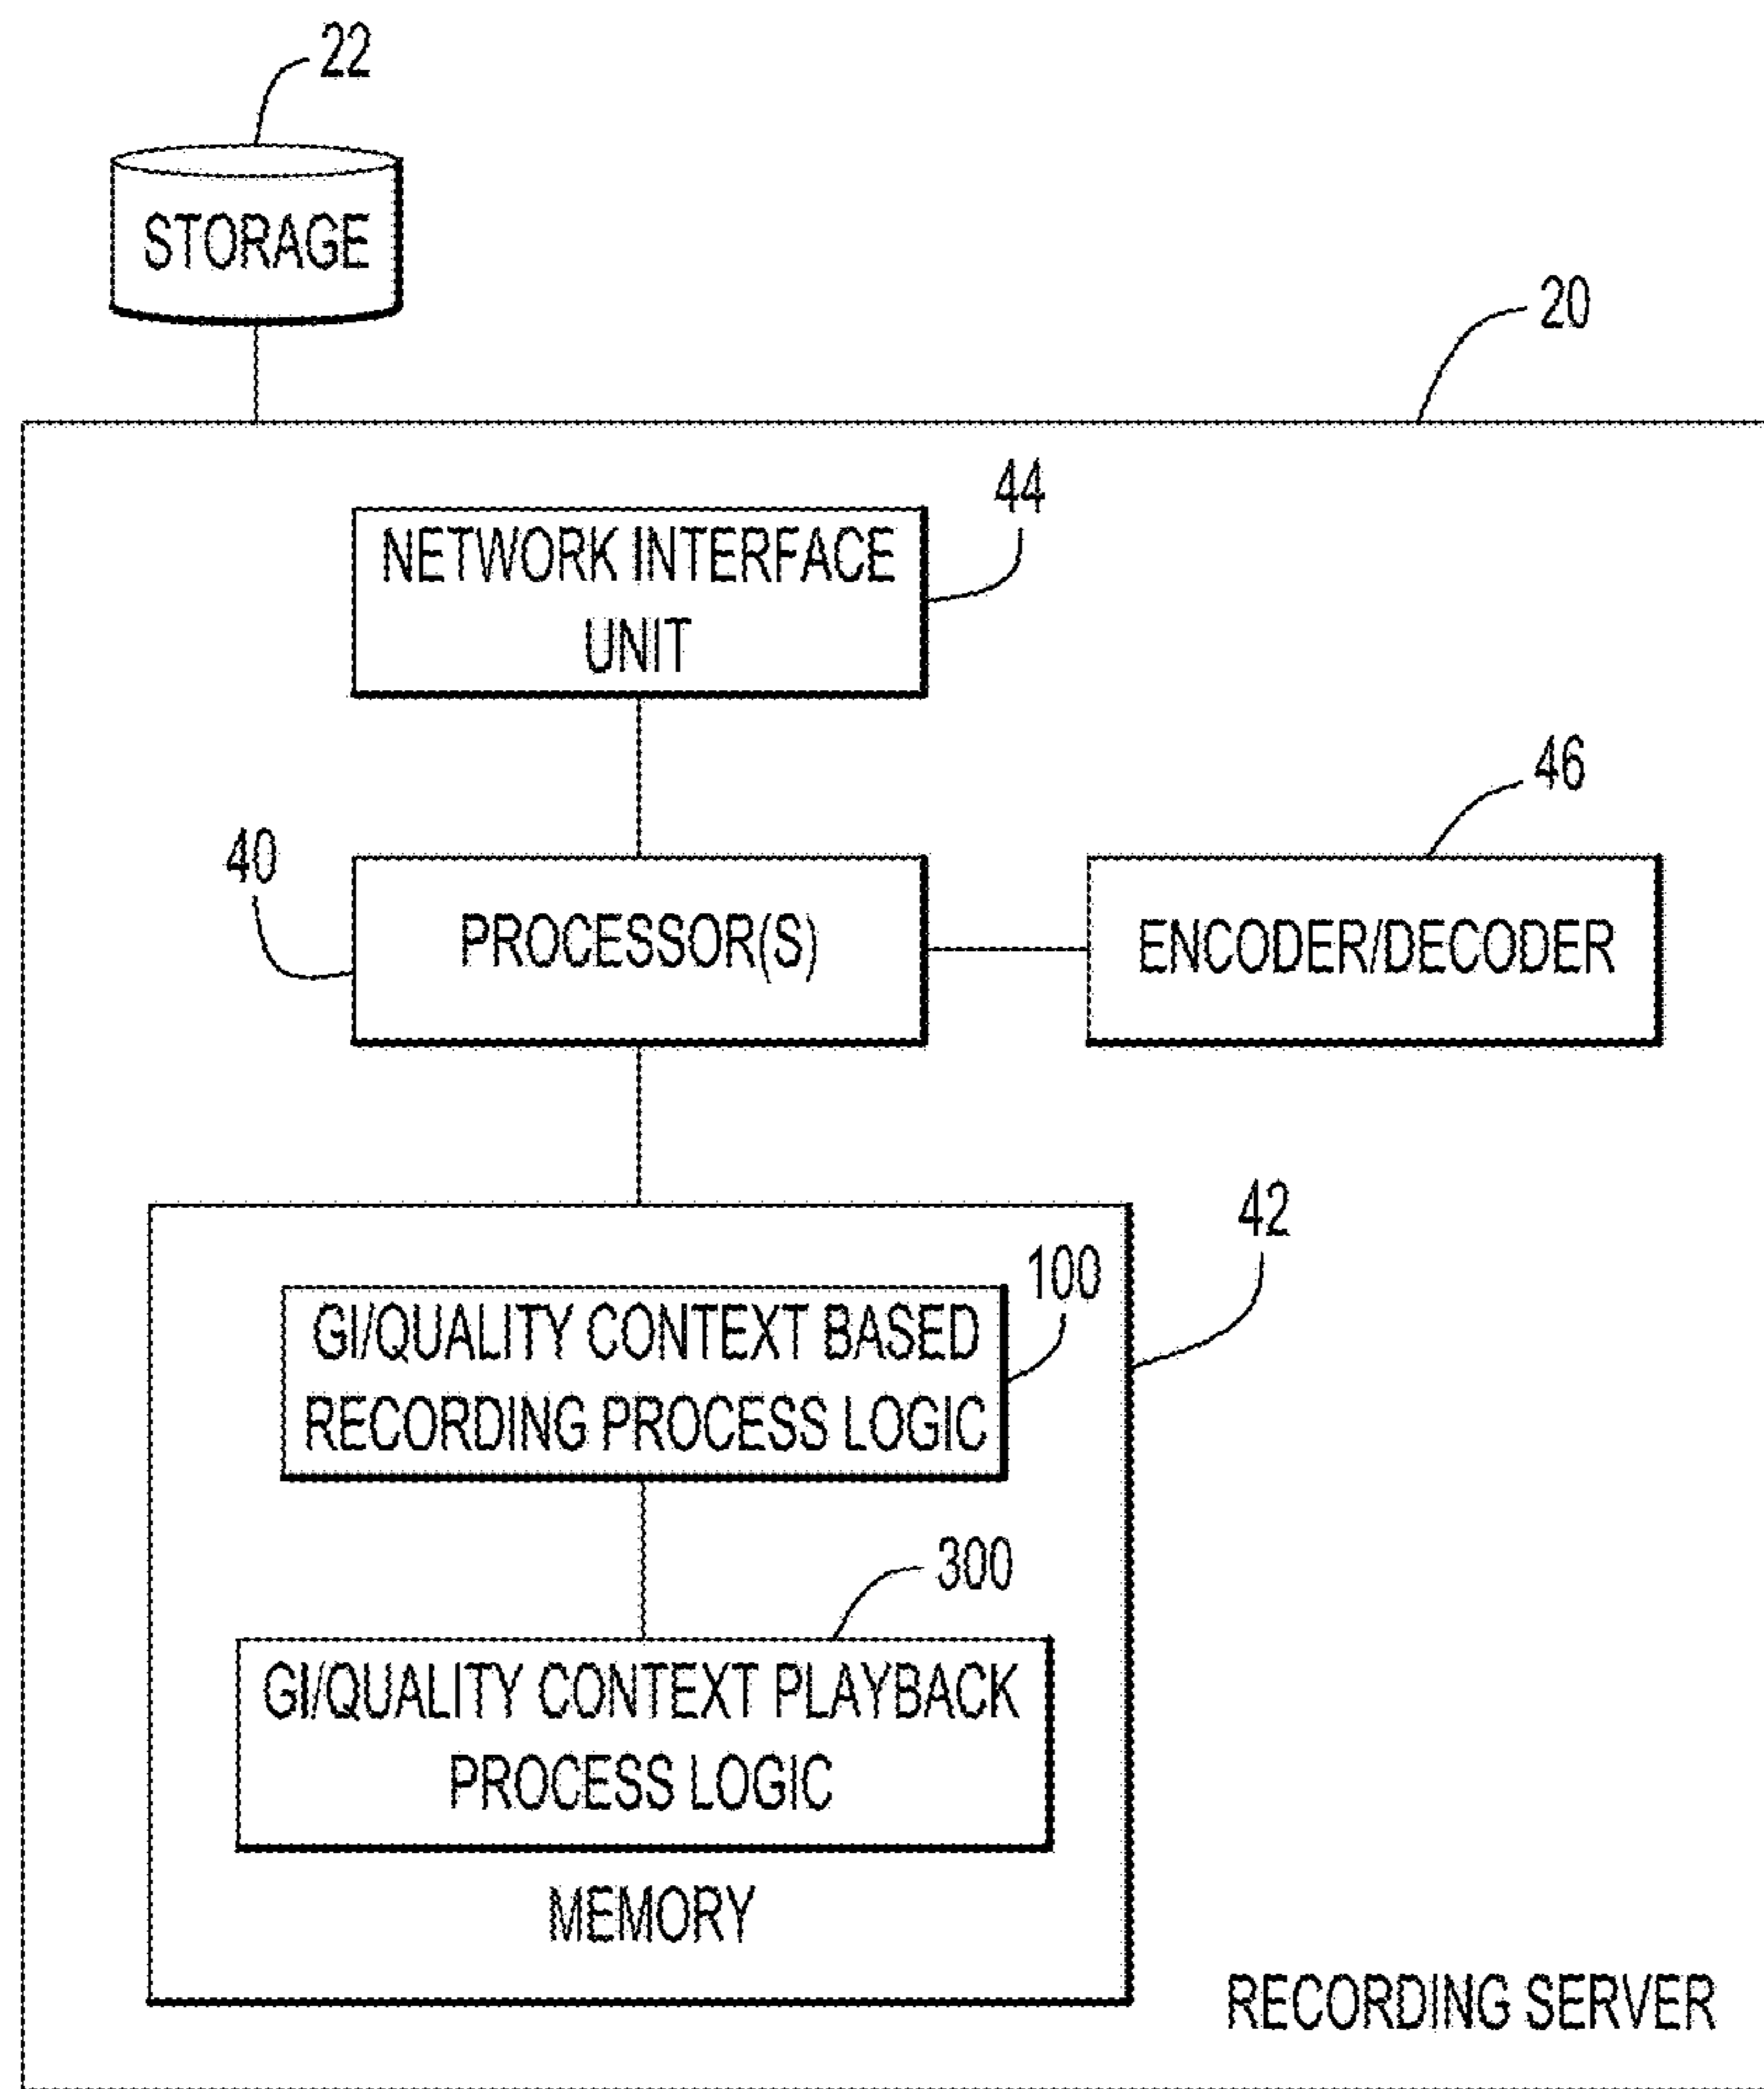 22
STORAGE
20
44
NETWORK INTERFACE
UNIT
46
40
PROCESSOR(S)
ENCODER/DECODER
42
100
GI/QUALITY CONTEXT BASED
RECORDING PROCESS LOGIC
300
GI/QUALITY CONTEXT PLAYBACK
PROCESS LOGIC
MEMORY
RECORDING SERVER